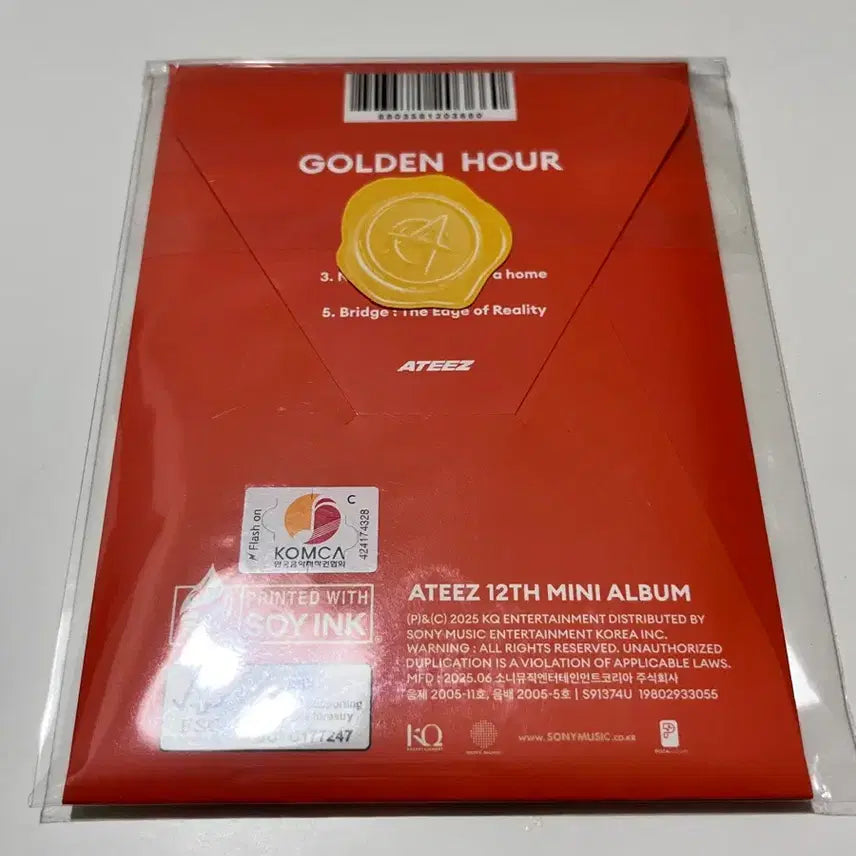 GOLDEN HOUR
3.
a home
5. Bridge : The Edge of Reality
ATEEZ
C
Flash on
KOMCA
한국음악저작권협회
424174328
PRINTED WITH
SOY INK
ATEEZ 12TH MINI ALBUM
(P)&(C) 2025 KQ ENTERTAINMENT DISTRIBUTED BY
SONY MUSIC ENTERTAINMENT KOREA INC.
WARNING : ALL RIGHTS RESERVED. UNAUTHORIZED
DUPLICATION IS A VIOLATION OF APPLICABLE LAWS.
MFD : 2025.06 소니뮤직엔터테인먼트코리아 주식회사
음제 2005-11호, 음배 2005-5호 | S91374U 19802933055
FSC
177247
KQ
WWW.SONYMUSIC.CO.KR